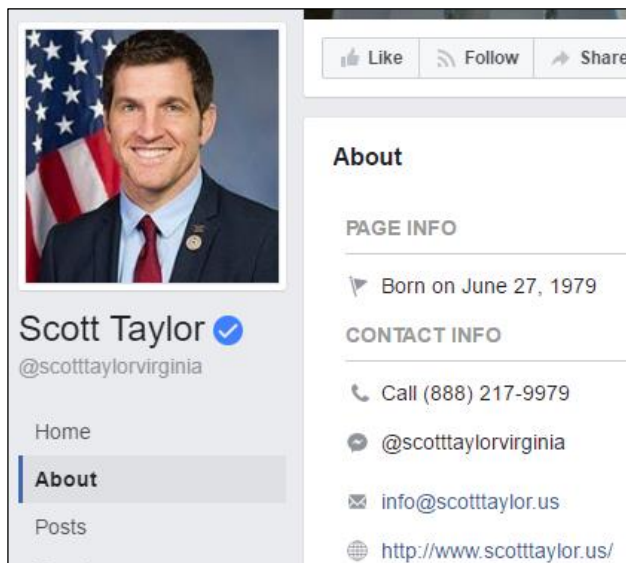 Like
Follow
Share
About
PAGE INFO
Born on June 27, 1979
CONTACT INFO
Call (888) 217-9979
@scotttaylorvirginia
info@scotttaylor.us
http://www.scotttaylor.us/
Scott Taylor
@scotttaylorvirginia
Home
About
Posts